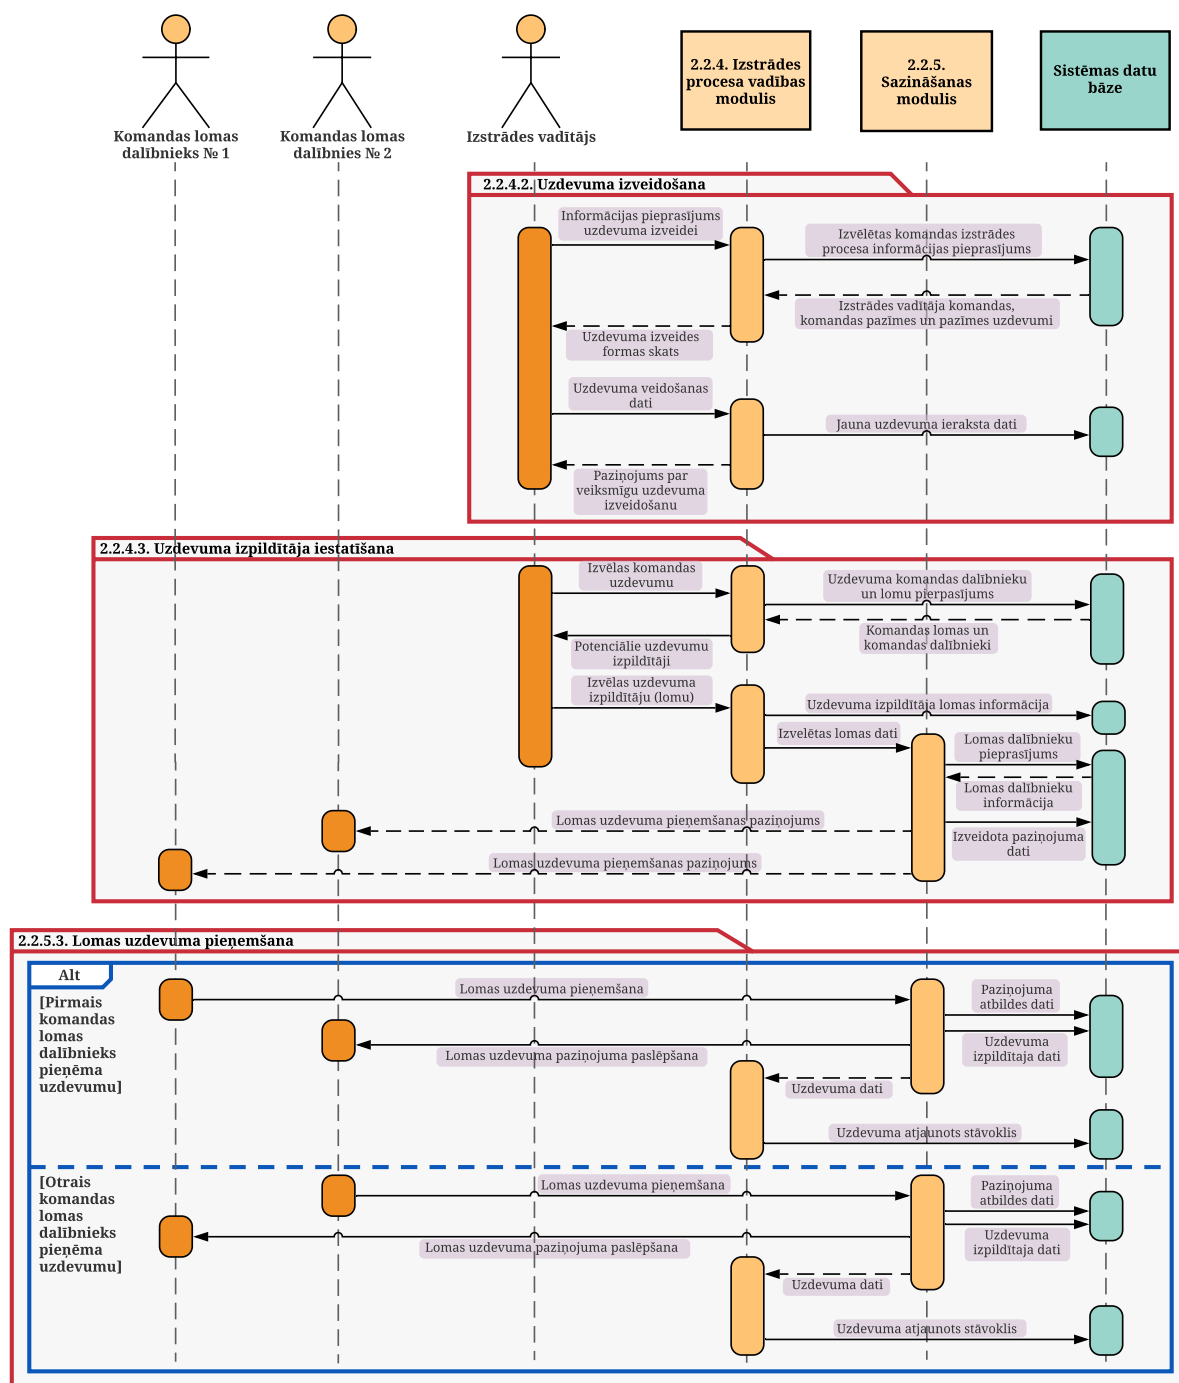 Komandas lomas
dalībnieks № 1
Komandas lomas
dalībnies № 2
Izstrādes vadītājs
2.2.4. Izstrādes
procesa vadības
modulis
2.2.5.
Sazināšanas
modulis
Sistēmas datu
bāze
2.2.4.2. Uzdevuma izveidošana
Informācijas pieprasījums
uzdevuma izveidei
Izvēlētas komandas izstrādes
procesa informācijas pieprasījums
Izstrādes vadītāja komandas,
komandas pazīmes un pazīmes uzdevumi
Uzdevuma izveides
formas skats
Uzdevuma veidošanas
dati
Jauna uzdevuma ieraksta dati
Paziņojums par
veiksmīgu uzdevuma
izveidošanu
2.2.4.3. Uzdevuma izpildītāja iestatīšana
Izvēlas komandas
uzdevumu
Uzdevuma komandas dalībnieku
un lomu pierpasījums
Komandas lomas un
komandas dalībnieki
Potenciālie uzdevumu
izpildītāji
Izvēlas uzdevuma
izpildītāju (lomu)
Uzdevuma izpildītāja lomas informācija
Izvelētas lomas dati
Lomas dalībnieku
pieprasījums
Lomas dalībnieku
informācija
Lomas uzdevuma pieņemšanas paziņojums
Izveidota paziņojuma
dati
Lomas uzdevuma pieņemšanas paziņojums
2.2.5.3. Lomas uzdevuma pieņemšana
Alt
[Pirmais
komandas
lomas
dalībnieks
pieņēma
uzdevumu]
Lomas uzdevuma pieņemšana
Paziņojuma
atbildes dati
Uzdevuma
izpildītaja dati
Lomas uzdevuma paziņojuma paslēpšana
Uzdevuma dati
Uzdevuma atjaunots stāvoklis
[Otrais
komandas
lomas
dalībnieks
pieņēma
uzdevumu]
Lomas uzdevuma pieņemšana
Paziņojuma
atbildes dati
Uzdevuma
izpildītaja dati
Lomas uzdevuma paziņojuma paslēpšana
Uzdevuma dati
Uzdevuma atjaunots stāvoklis